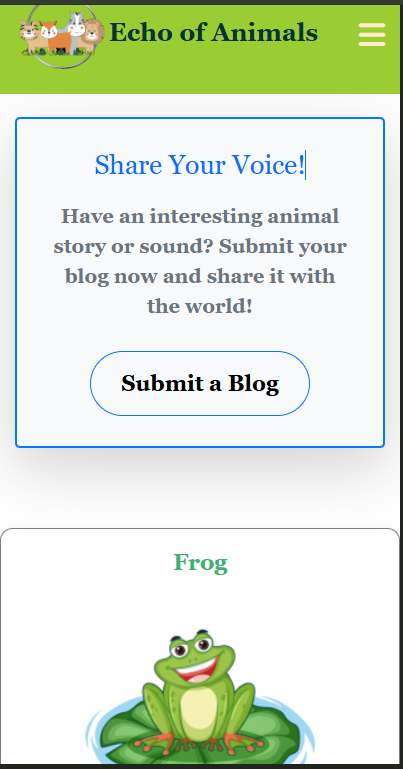 Echo of Animals
Share Your Voice!
Have an interesting animal
story or sound? Submit your
blog now and share it with
the world!
Submit a Blog
Frog